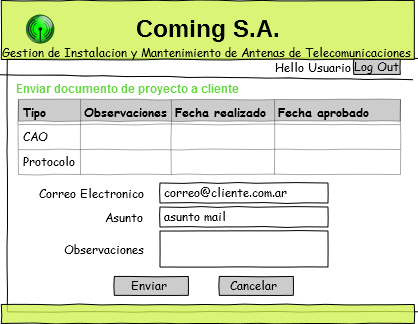 Coming S.A.
Gestion de Instalacion y Mantenimiento de Antenas de Telecomunicaciones
Hello Usuario Log Out
Enviar documento de proyecto a cliente
Tipo Observaciones Fecha realizado Fecha aprobado
CAO
Protocolo
Correo Electronico correo@cliente.com.ar
Asunto asunto mail
Observaciones
Enviar Cancelar